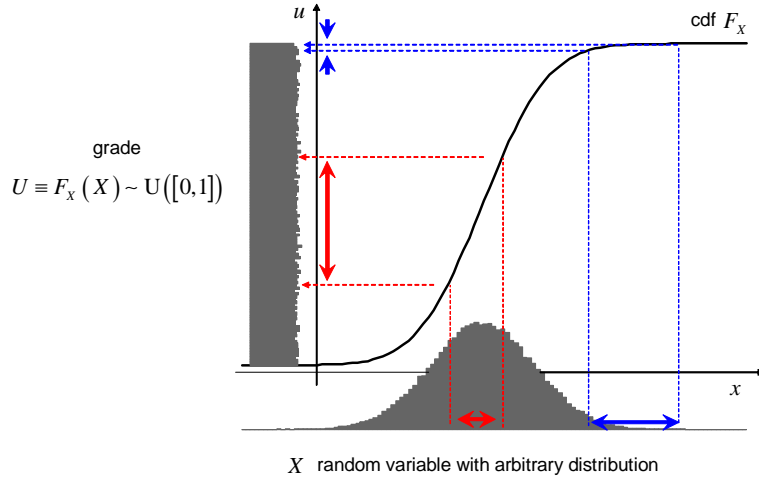 u
cdf F_X
grade
U ≡ F_X (X) ~ U([0,1])
x
X random variable with arbitrary distribution